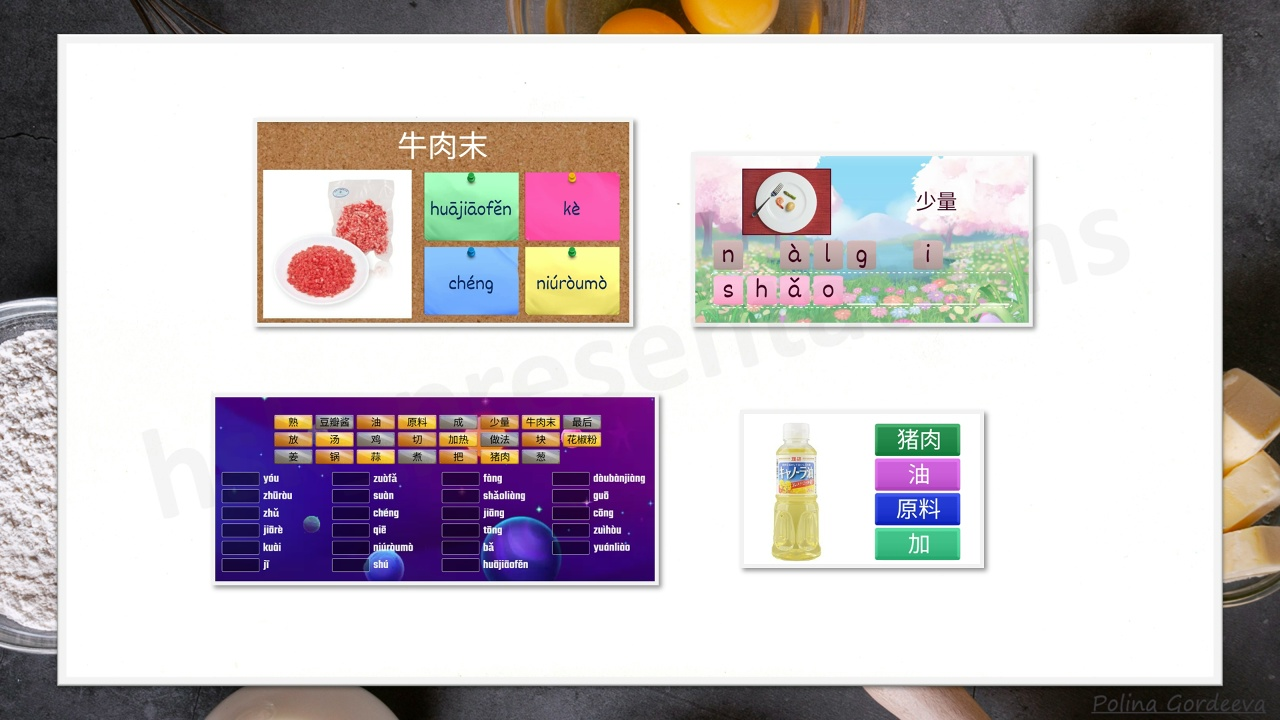 牛肉末
huājiāofěn
kè
chéng
niúròumò
少量
n à l g i
s h ǎ o
熟 豆瓣酱 油 原料 成 少量 牛肉末 最后
放 汤 鸡 切 加热 做法 块 花椒粉
姜 锅 蒜 煮 把 猪肉 葱
yóu zuòfǎ fàng dòubànjiàng
zhūròu suàn shǎoliàng guō
zhǔ chéng jiāng cōng
jiārè qiē tāng zuìhòu
kuài niúròumò bǎ yuánliào
jī shú huājiāofěn
猪肉
油
原料
加
Polina Gordeeva